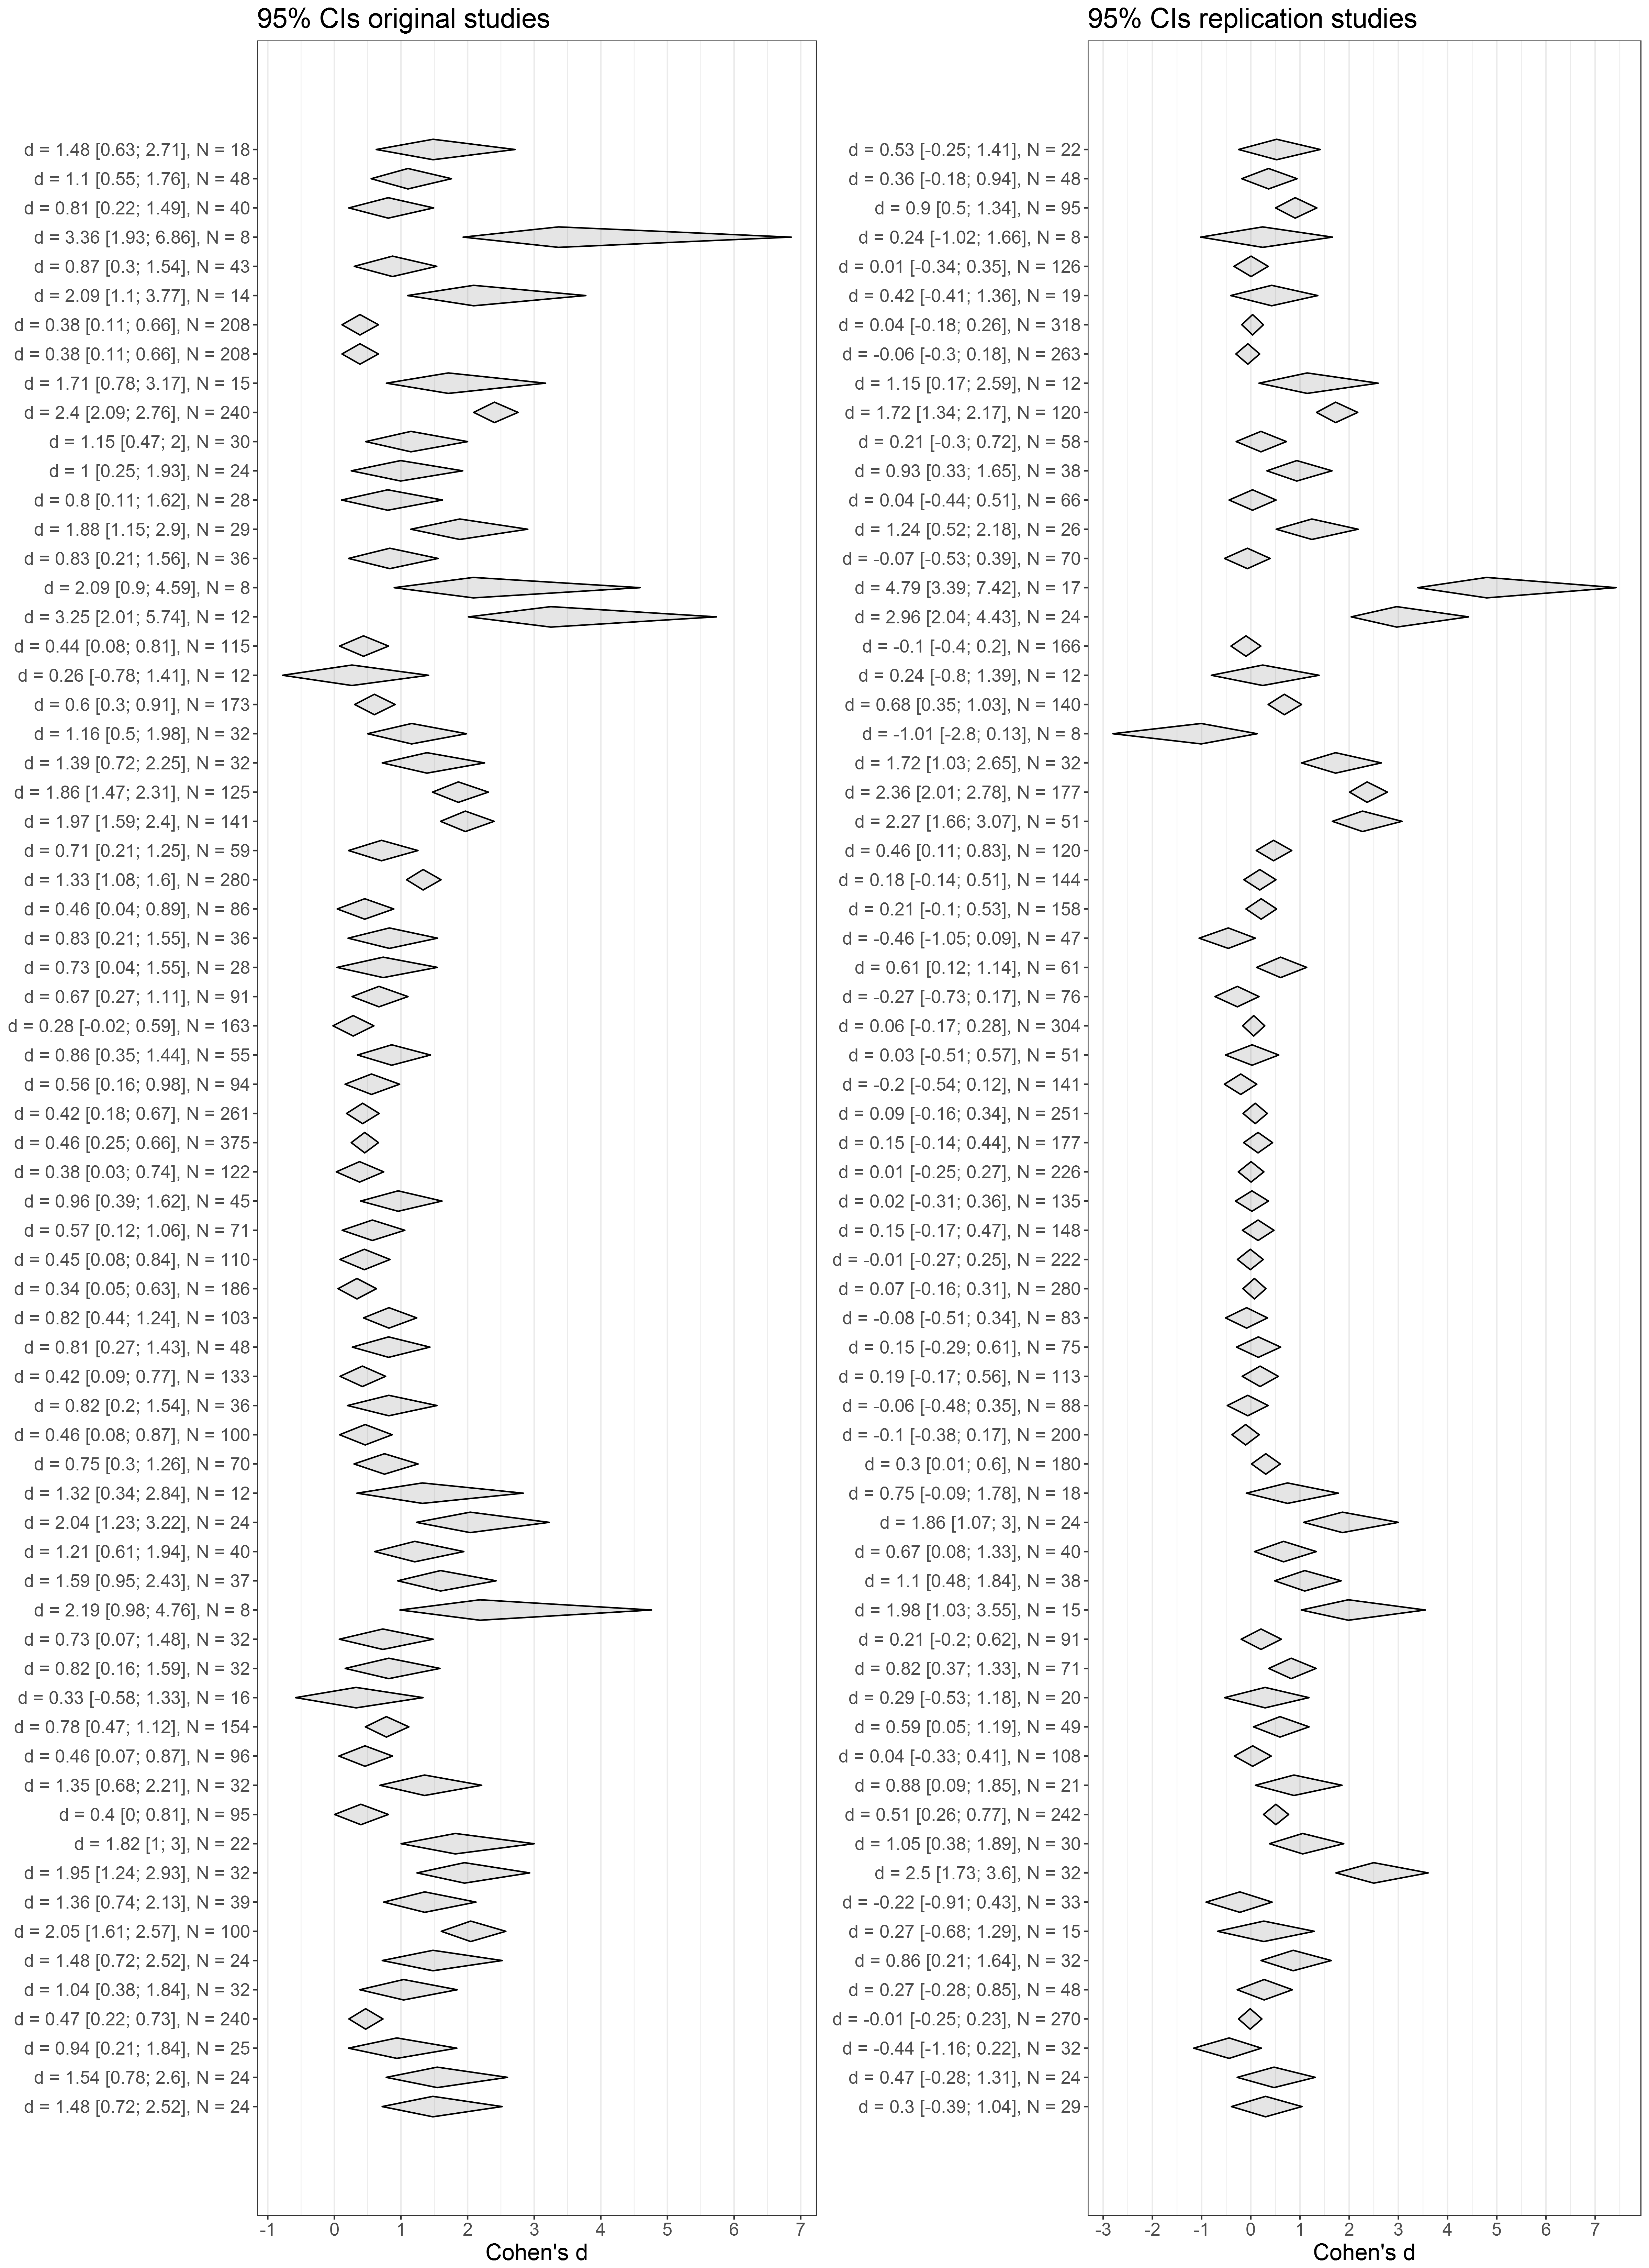 95% CIs original studies
d = 1.48 [0.63; 2.71], N = 18
d = 1.1 [0.55; 1.76], N = 48
d = 0.81 [0.22; 1.49], N = 40
d = 3.36 [1.93; 6.86], N = 8
d = 0.87 [0.3; 1.54], N = 43
d = 2.09 [1.1; 3.77], N = 14
d = 0.38 [0.11; 0.66], N = 208
d = 0.38 [0.11; 0.66], N = 208
d = 1.71 [0.78; 3.17], N = 15
d = 2.4 [2.09; 2.76], N = 240
d = 1.15 [0.47; 2], N = 30
d = 1 [0.25; 1.93], N = 24
d = 0.8 [0.11; 1.62], N = 28
d = 1.88 [1.15; 2.9], N = 29
d = 0.83 [0.21; 1.56], N = 36
d = 2.09 [0.9; 4.59], N = 8
d = 3.25 [2.01; 5.74], N = 12
d = 0.44 [0.08; 0.81], N = 115
d = 0.26 [-0.78; 1.41], N = 12
d = 0.6 [0.3; 0.91], N = 173
d = 1.16 [0.5; 1.98], N = 32
d = 1.39 [0.72; 2.25], N = 32
d = 1.86 [1.47; 2.31], N = 125
d = 1.97 [1.59; 2.4], N = 141
d = 0.71 [0.21; 1.25], N = 59
d = 1.33 [1.08; 1.6], N = 280
d = 0.46 [0.04; 0.89], N = 86
d = 0.83 [0.21; 1.55], N = 36
d = 0.73 [0.04; 1.55], N = 28
d = 0.67 [0.27; 1.11], N = 91
d = 0.28 [-0.02; 0.59], N = 163
d = 0.86 [0.35; 1.44], N = 55
d = 0.56 [0.16; 0.98], N = 94
d = 0.42 [0.18; 0.67], N = 261
d = 0.46 [0.25; 0.66], N = 375
d = 0.38 [0.03; 0.74], N = 122
d = 0.96 [0.39; 1.62], N = 45
d = 0.57 [0.12; 1.06], N = 71
d = 0.45 [0.08; 0.84], N = 110
d = 0.34 [0.05; 0.63], N = 186
d = 0.82 [0.44; 1.24], N = 103
d = 0.81 [0.27; 1.43], N = 48
d = 0.42 [0.09; 0.77], N = 133
d = 0.82 [0.2; 1.54], N = 36
d = 0.46 [0.08; 0.87], N = 100
d = 0.75 [0.3; 1.26], N = 70
d = 1.32 [0.34; 2.84], N = 12
d = 2.04 [1.23; 3.22], N = 24
d = 1.21 [0.61; 1.94], N = 40
d = 1.59 [0.95; 2.43], N = 37
d = 2.19 [0.98; 4.76], N = 8
d = 0.73 [0.07; 1.48], N = 32
d = 0.82 [0.16; 1.59], N = 32
d = 0.33 [-0.58; 1.33], N = 16
d = 0.78 [0.47; 1.12], N = 154
d = 0.46 [0.07; 0.87], N = 96
d = 1.35 [0.68; 2.21], N = 32
d = 0.4 [0; 0.81], N = 95
d = 1.82 [1; 3], N = 22
d = 1.95 [1.24; 2.93], N = 32
d = 1.36 [0.74; 2.13], N = 39
d = 2.05 [1.61; 2.57], N = 100
d = 1.48 [0.72; 2.52], N = 24
d = 1.04 [0.38; 1.84], N = 32
d = 0.47 [0.22; 0.73], N = 240
d = 0.94 [0.21; 1.84], N = 25
d = 1.54 [0.78; 2.6], N = 24
d = 1.48 [0.72; 2.52], N = 24
-1 0 1 2 3 4 5 6 7
Cohen's d
95% CIs replication studies
d = 0.53 [-0.25; 1.41], N = 22
d = 0.36 [-0.18; 0.94], N = 48
d = 0.9 [0.5; 1.34], N = 95
d = 0.24 [-1.02; 1.66], N = 8
d = 0.01 [-0.34; 0.35], N = 126
d = 0.42 [-0.41; 1.36], N = 19
d = 0.04 [-0.18; 0.26], N = 318
d = -0.06 [-0.3; 0.18], N = 263
d = 1.15 [0.17; 2.59], N = 12
d = 1.72 [1.34; 2.17], N = 120
d = 0.21 [-0.3; 0.72], N = 58
d = 0.93 [0.33; 1.65], N = 38
d = 0.04 [-0.44; 0.51], N = 66
d = 1.24 [0.52; 2.18], N = 26
d = -0.07 [-0.53; 0.39], N = 70
d = 4.79 [3.39; 7.42], N = 17
d = 2.96 [2.04; 4.43], N = 24
d = -0.1 [-0.4; 0.2], N = 166
d = 0.24 [-0.8; 1.39], N = 12
d = 0.68 [0.35; 1.03], N = 140
d = -1.01 [-2.8; 0.13], N = 8
d = 1.72 [1.03; 2.65], N = 32
d = 2.36 [2.01; 2.78], N = 177
d = 2.27 [1.66; 3.07], N = 51
d = 0.46 [0.11; 0.83], N = 120
d = 0.18 [-0.14; 0.51], N = 144
d = 0.21 [-0.1; 0.53], N = 158
d = -0.46 [-1.05; 0.09], N = 47
d = 0.61 [0.12; 1.14], N = 61
d = -0.27 [-0.73; 0.17], N = 76
d = 0.06 [-0.17; 0.28], N = 304
d = 0.03 [-0.51; 0.57], N = 51
d = -0.2 [-0.54; 0.12], N = 141
d = 0.09 [-0.16; 0.34], N = 251
d = 0.15 [-0.14; 0.44], N = 177
d = 0.01 [-0.25; 0.27], N = 226
d = 0.02 [-0.31; 0.36], N = 135
d = 0.15 [-0.17; 0.47], N = 148
d = -0.01 [-0.27; 0.25], N = 222
d = 0.07 [-0.16; 0.31], N = 280
d = -0.08 [-0.51; 0.34], N = 83
d = 0.15 [-0.29; 0.61], N = 75
d = 0.19 [-0.17; 0.56], N = 113
d = -0.06 [-0.48; 0.35], N = 88
d = -0.1 [-0.38; 0.17], N = 200
d = 0.3 [0.01; 0.6], N = 180
d = 0.75 [-0.09; 1.78], N = 18
d = 1.86 [1.07; 3], N = 24
d = 0.67 [0.08; 1.33], N = 40
d = 1.1 [0.48; 1.84], N = 38
d = 1.98 [1.03; 3.55], N = 15
d = 0.21 [-0.2; 0.62], N = 91
d = 0.82 [0.37; 1.33], N = 71
d = 0.29 [-0.53; 1.18], N = 20
d = 0.59 [0.05; 1.19], N = 49
d = 0.04 [-0.33; 0.41], N = 108
d = 0.88 [0.09; 1.85], N = 21
d = 0.51 [0.26; 0.77], N = 242
d = 1.05 [0.38; 1.89], N = 30
d = 2.5 [1.73; 3.6], N = 32
d = -0.22 [-0.91; 0.43], N = 33
d = 0.27 [-0.68; 1.29], N = 15
d = 0.86 [0.21; 1.64], N = 32
d = 0.27 [-0.28; 0.85], N = 48
d = -0.01 [-0.25; 0.23], N = 270
d = -0.44 [-1.16; 0.22], N = 32
d = 0.47 [-0.28; 1.31], N = 24
d = 0.3 [-0.39; 1.04], N = 29
-3 -2 -1 0 1 2 3 4 5 6 7
Cohen's d